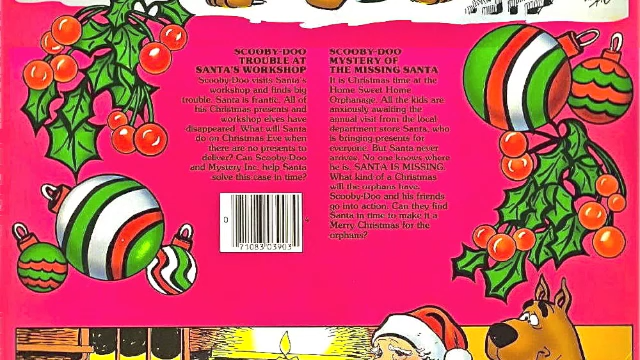 SCOOBY-DOO
TROUBLE AT
SANTA'S WORKSHOP
Scooby-Doo visits Santa's
workshop and finds big
trouble. Santa is frantic. All of
his Christmas presents and
workshop elves have
disappeared. What will Santa
do on Christmas Eve when
there are no presents to
deliver? Can Scooby-Doo
and Mystery Inc. help Santa
solve this case in time?
SCOOBY-DOO
MYSTERY OF
THE MISSING SANTA
It is Christmas time at the
Home Sweet Home
Orphanage. All the kids are
anxiously awaiting the
annual visit from the local
department store Santa, who
is bringing presents for
everyone. But Santa never
arrives. No one knows where
he is. SANTA IS MISSING.
What kind of a Christmas
will the orphans have.
Scooby-Doo and his friends
go into action. Can they find
Santa in time to make it a
Merry Christmas for the
orphans?
0
71083 03903